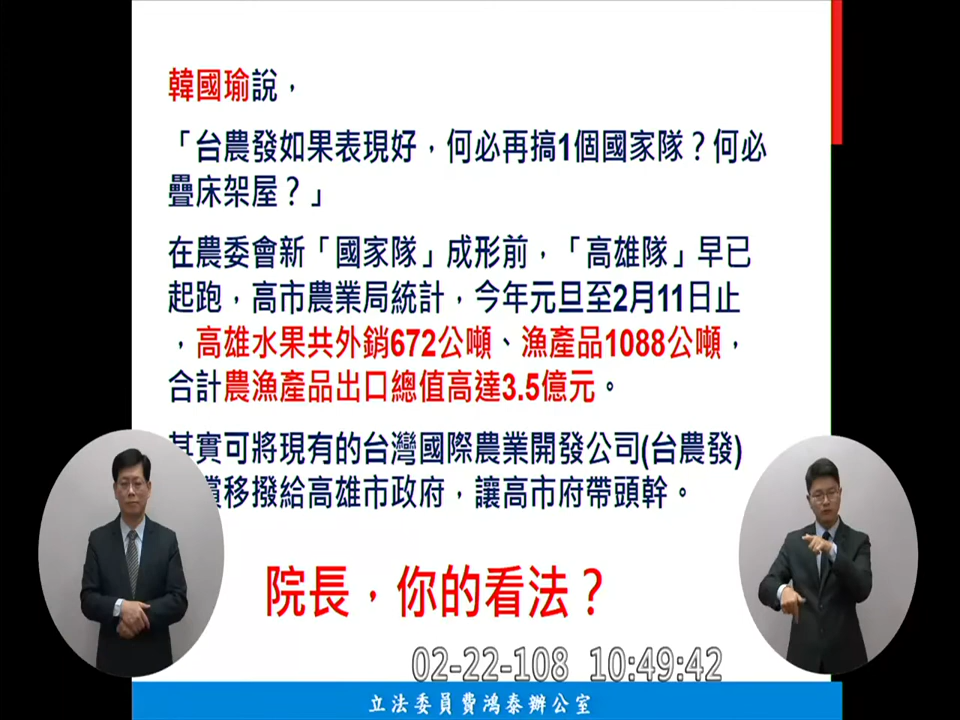 韓國瑜說，
「台農發如果表現好，何必再搞1個國家隊？何必
疊床架屋？」
在農委會新「國家隊」成形前，「高雄隊」早已
起跑，高市農業局統計，今年元旦至2月11日止
，高雄水果共外銷672公噸、漁產品1088公噸，
合計農漁產品出口總值高達3.5億元。
其實可將現有的台灣國際農業開發公司(台農發)
償移撥給高雄市政府，讓高市府帶頭幹。
院長，你的看法？
02-22-108 10:49:42
立法委員費鴻泰辦公室